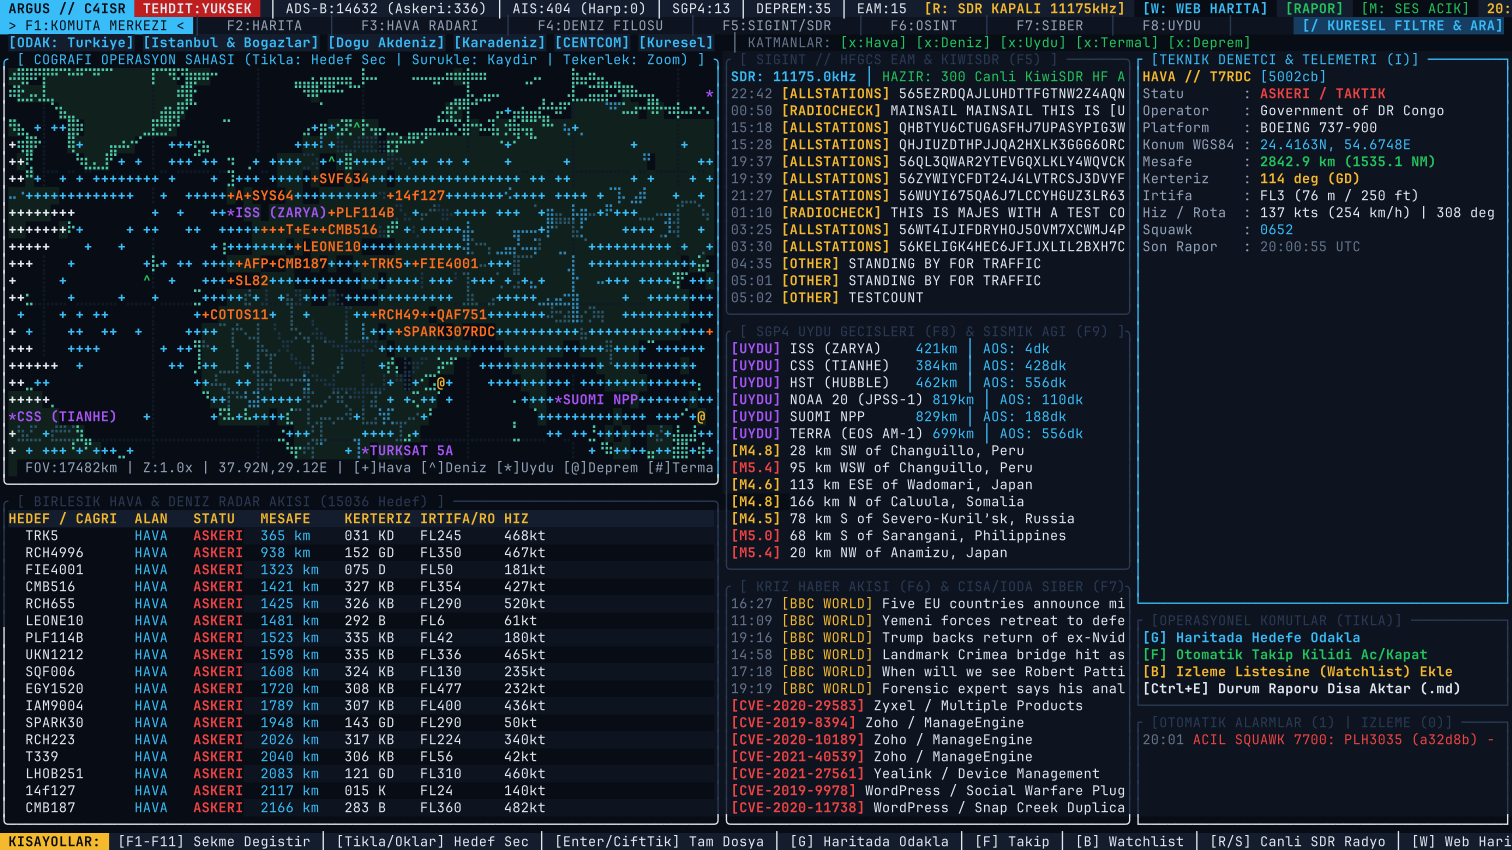 ARGUS // C4ISR TEHDIT:YUKSEK │ ADS-B:14632 (Askeri:336) │ AIS:404 (Harp:0) │ SGP4:13 │ DEPREM:35 │ EAM:15 [R: SDR KAPALI 11175kHz] [W: WEB HARITA] [RAPOR] [M: SES ACIK] 20:
> F1:KOMUTA MERKEZI < F2:HARITA F3:HAVA RADARI F4:DENIZ FILOSU F5:SIGINT/SDR F6:OSINT F7:SIBER F8:UYDU [/ KURESEL FILTRE & ARA]
[ODAK: Turkiye] [Istanbul & Bogazlar] [Dogu Akdeniz] [Karadeniz] [CENTCOM] [Kuresel] │ KATMANLAR: [x:Hava] [x:Deniz] [x:Uydu] [x:Termal] [x:Deprem]
[ COGRAFI OPERASYON SAHASI (Tikla: Hedef Sec | Surukle: Kaydir | Tekerlek: Zoom) ]
+SVF634
+A+SYS64 +14f127
*ISS (ZARYA)+PLF114B
+++T+E++CMB516
+LEONE10
+AFP+CMB187 +TRK5++FIE4001
+SL82
+COTOS11+ ++RCH49++QAF751
+SPARK307RDC
*SUOMI NPP
*CSS (TIANHE)
*TURKSAT 5A
FOV:17482km | Z:1.0x | 37.92N,29.12E | [+]Hava [^]Deniz [*]Uydu [@]Deprem [#]Terma
[ BIRLESIK HAVA & DENIZ RADAR AKISI (15036 Hedef) ]
HEDEF / CAGRI ALAN STATU MESAFE KERTERIZ IRTIFA/RO HIZ
TRK5 HAVA ASKERI 365 km 031 KD FL245 468kt
RCH4996 HAVA ASKERI 938 km 152 GD FL350 467kt
FIE4001 HAVA ASKERI 1323 km 075 D FL50 181kt
CMB516 HAVA ASKERI 1421 km 327 KB FL354 427kt
RCH655 HAVA ASKERI 1425 km 326 KB FL290 520kt
LEONE10 HAVA ASKERI 1481 km 292 B FL6 61kt
PLF114B HAVA ASKERI 1523 km 335 KB FL42 180kt
UKN1212 HAVA ASKERI 1598 km 335 KB FL336 465kt
SQF006 HAVA ASKERI 1608 km 324 KB FL130 235kt
EGY1520 HAVA ASKERI 1720 km 308 KB FL477 232kt
IAM9004 HAVA ASKERI 1789 km 307 KB FL400 436kt
SPARK30 HAVA ASKERI 1948 km 143 GD FL290 50kt
RCH223 HAVA ASKERI 2026 km 317 KB FL224 340kt
T339 HAVA ASKERI 2040 km 306 KB FL56 42kt
LHOB251 HAVA ASKERI 2083 km 121 GD FL310 460kt
14f127 HAVA ASKERI 2117 km 015 K FL24 140kt
CMB187 HAVA ASKERI 2166 km 283 B FL360 482kt
[ SIGINT // HFGCS EAM & KIWISDR (F5) ]
SDR: 11175.0kHz │ HAZIR: 300 Canli KiwiSDR HF A
22:42 [ALLSTATIONS] 565EZRDQAJLUHDTTFGTNW2Z4AQN
00:50 [RADIOCHECK] MAINSAIL MAINSAIL THIS IS [U
15:18 [ALLSTATIONS] QHBTYU6CTUGASFHJ7UPASYPIG3W
15:28 [ALLSTATIONS] QHJIUZDTHPJJQA2HXLK3GGG6ORC
19:37 [ALLSTATIONS] 56QL3QWAR2YTEVGQXLKLY4WQVCK
19:39 [ALLSTATIONS] 56ZYWIYCFDT24J4LVTRCSJ3DVYF
21:27 [ALLSTATIONS] 56WUYI675QA6J7LCCYHGUZ3LR63
01:10 [RADIOCHECK] THIS IS MAJES WITH A TEST CO
03:25 [ALLSTATIONS] 56WT4IJIFDRYHOJ5OVM7XCWMJ4P
03:30 [ALLSTATIONS] 56KELIGK4HEC6JFIJXLIL2BXH7C
04:35 [OTHER] STANDING BY FOR TRAFFIC
05:01 [OTHER] STANDING BY FOR TRAFFIC
05:02 [OTHER] TESTCOUNT
[ SGP4 UYDU GECISLERI (F8) & SISMIK AGI (F9) ]
[UYDU] ISS (ZARYA) 421km │ AOS: 4dk
[UYDU] CSS (TIANHE) 384km │ AOS: 428dk
[UYDU] HST (HUBBLE) 462km │ AOS: 556dk
[UYDU] NOAA 20 (JPSS-1) 819km │ AOS: 110dk
[UYDU] SUOMI NPP 829km │ AOS: 188dk
[UYDU] TERRA (EOS AM-1) 699km │ AOS: 556dk
[M4.8] 28 km SW of Changuillo, Peru
[M5.4] 95 km WSW of Changuillo, Peru
[M4.6] 113 km ESE of Wadomari, Japan
[M4.8] 166 km N of Caluula, Somalia
[M4.5] 78 km S of Severo-Kuril'sk, Russia
[M5.0] 68 km S of Sarangani, Philippines
[M5.4] 20 km NW of Anamizu, Japan
[ KRIZ HABER AKISI (F6) & CISA/IODA SIBER (F7)
16:27 [BBC WORLD] Five EU countries announce mi
11:09 [BBC WORLD] Yemeni forces retreat to defe
19:16 [BBC WORLD] Trump backs return of ex-Nvid
14:58 [BBC WORLD] Landmark Crimea bridge hit as
17:18 [BBC WORLD] When will we see Robert Patti
19:19 [BBC WORLD] Forensic expert says his anal
[CVE-2020-29583] Zyxel / Multiple Products
[CVE-2019-8394] Zoho / ManageEngine
[CVE-2020-10189] Zoho / ManageEngine
[CVE-2021-40539] Zoho / ManageEngine
[CVE-2021-27561] Yealink / Device Management
[CVE-2019-9978] WordPress / Social Warfare Plug
[CVE-2020-11738] WordPress / Snap Creek Duplica
[TEKNIK DENETCI & TELEMETRI (I)]
HAVA // T7RDC [5002cb]
Statu : ASKERI / TAKTIK
Operator : Government of DR Congo
Platform : BOEING 737-900
Konum WGS84 : 24.4163N, 54.6748E
Mesafe : 2842.9 km (1535.1 NM)
Kerteriz : 114 deg (GD)
Irtifa : FL3 (76 m / 250 ft)
Hiz / Rota : 137 kts (254 km/h) | 308 deg
Squawk : 0652
Son Rapor : 20:00:55 UTC
[OPERASYONEL KOMUTLAR (TIKLA)]
[G] Haritada Hedefe Odakla
[F] Otomatik Takip Kilidi Ac/Kapat
[B] Izleme Listesine (Watchlist) Ekle
[Ctrl+E] Durum Raporu Disa Aktar (.md)
[OTOMATIK ALARMLAR (1) | IZLEME (0)]
20:01 ACIL SQUAWK 7700: PLH3035 (a32d8b) -
KISAYOLLAR: [F1-F11] Sekme Degistir │ [Tikla/Oklar] Hedef Sec │ [Enter/CiftTik] Tam Dosya │ [G] Haritada Odakla │ [F] Takip │ [B] Watchlist │ [R/S] Canli SDR Radyo │ [W] Web Hari